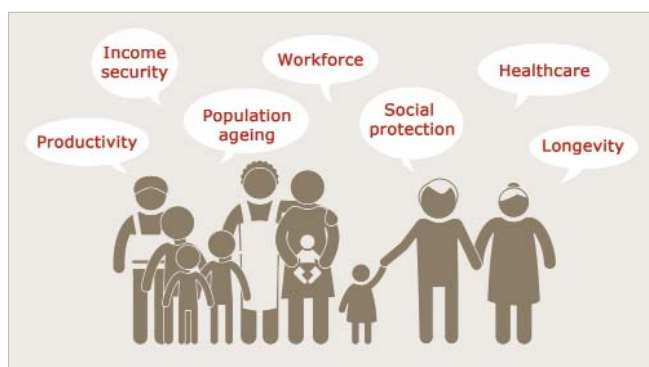 Income
security
Workforce
Healthcare
Population
ageing
Social
protection
Productivity
Longevity